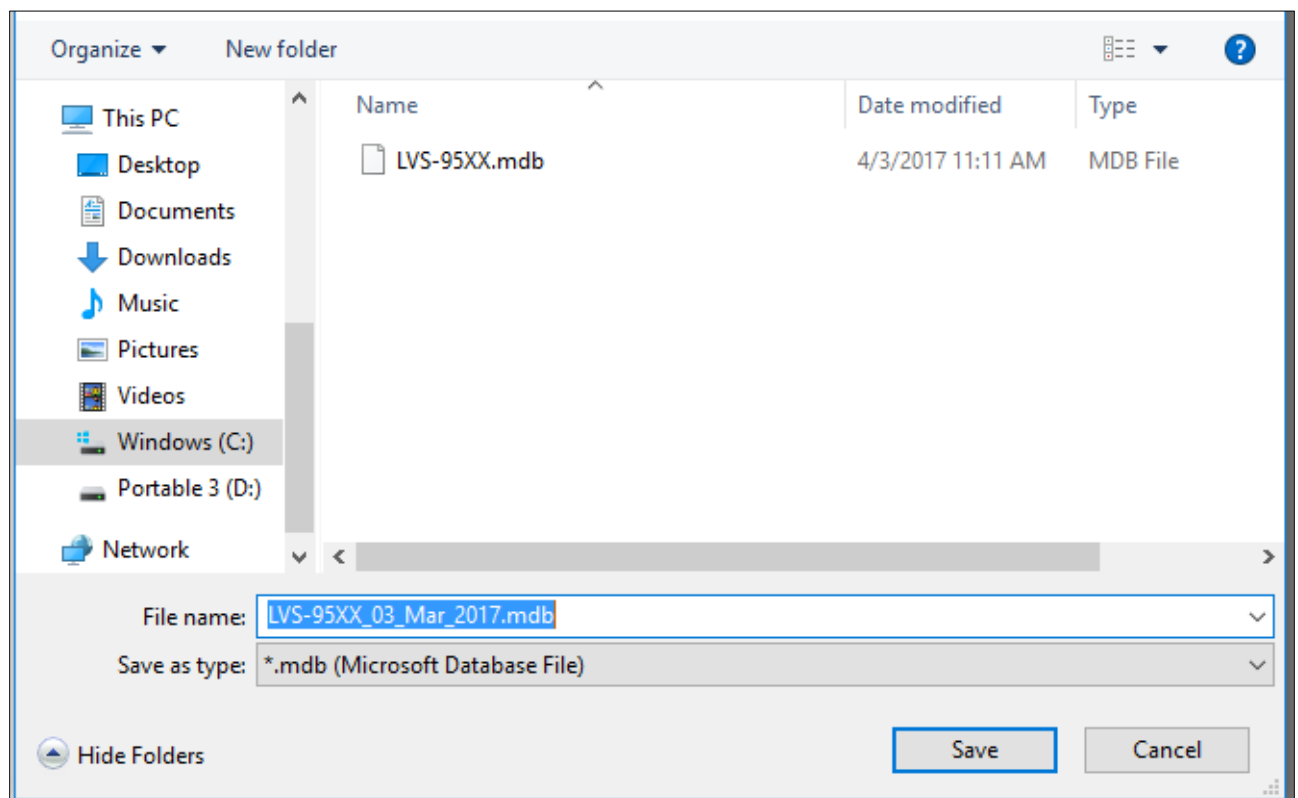 Organize New folder ?
Name Date modified Type
This PC
LVS-95XX.mdb 4/3/2017 11:11 AM MDB File
Desktop
Documents
Downloads
Music
Pictures
Videos
Windows (C:)
Portable 3 (D:)
Network
File name: LVS-95XX_03_Mar_2017.mdb
Save as type: *.mdb (Microsoft Database File)
Hide Folders Save Cancel